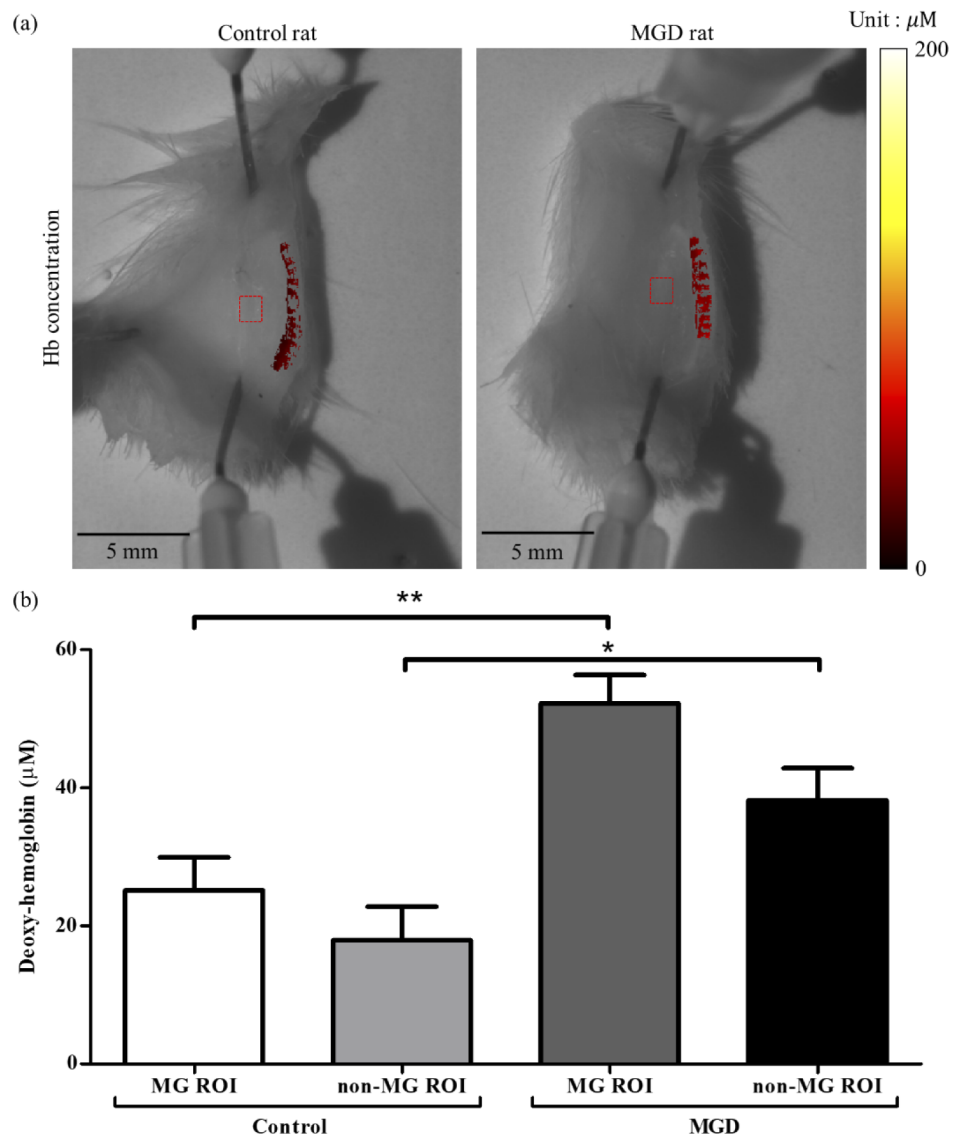 (a)
Control rat
MGD rat
Unit : μM
200
Hb concentration
5 mm
5 mm
0
(b)
**
*
60
40
20
0
Deoxy-hemoglobin (μM)
MG ROI
non-MG ROI
MG ROI
non-MG ROI
Control
MGD